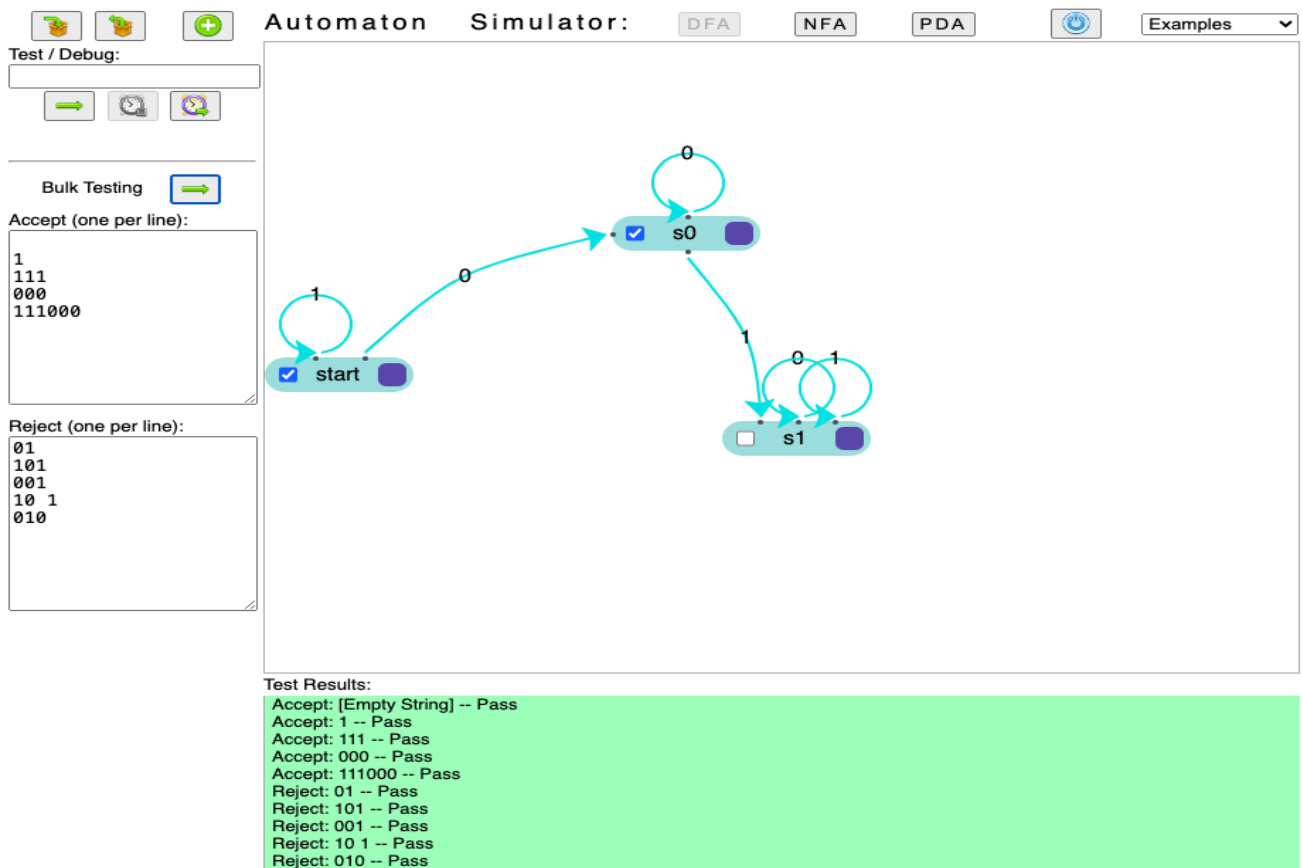 Automaton Simulator:
DFA
NFA
PDA
Examples
Test / Debug:
Bulk Testing
Accept (one per line):
1
111
000
111000
Reject (one per line):
01
101
001
10 1
010
0
s0
0
1
start
1
0 1
s1
Test Results:
Accept: [Empty String] -- Pass
Accept: 1 -- Pass
Accept: 111 -- Pass
Accept: 000 -- Pass
Accept: 111000 -- Pass
Reject: 01 -- Pass
Reject: 101 -- Pass
Reject: 001 -- Pass
Reject: 10 1 -- Pass
Reject: 010 -- Pass